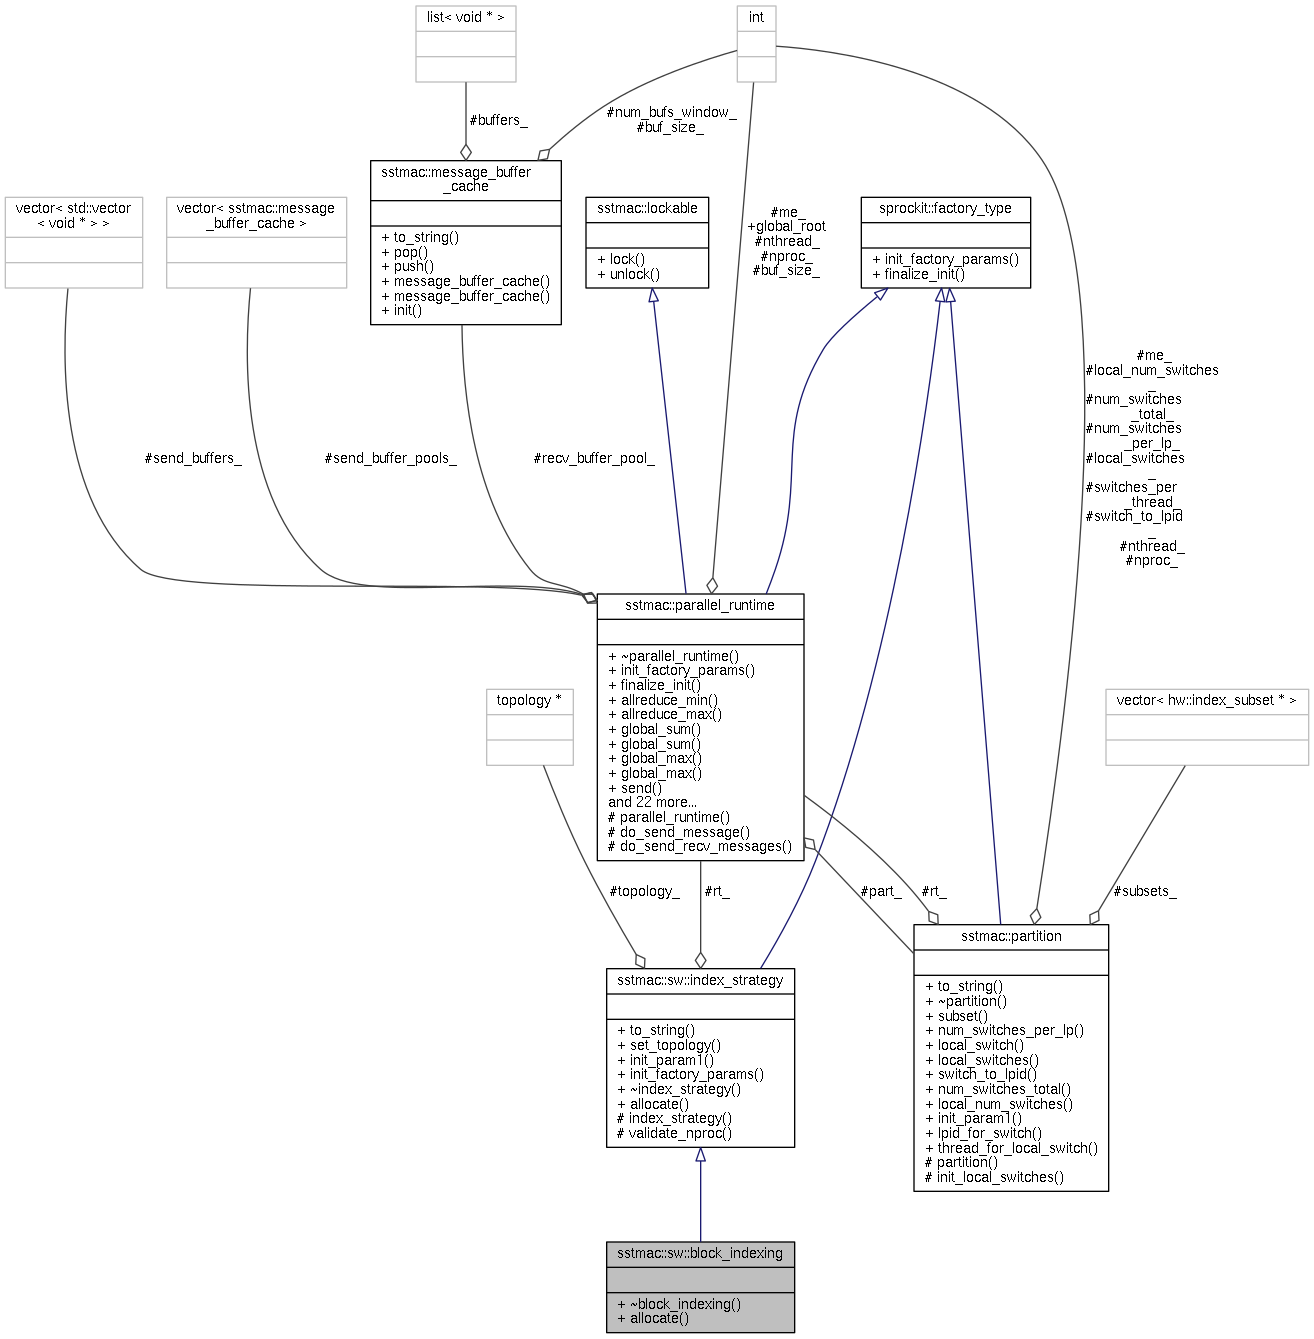 list< void * >
int
#buffers_
#num_bufs_window_
#buf_size_
sstmac::message_buffer
_cache
+ to_string()
+ pop()
+ push()
+ message_buffer_cache()
+ message_buffer_cache()
+ init()
vector< std::vector
< void * > >
vector< sstmac::message
_buffer_cache >
sstmac::lockable
+ lock()
+ unlock()
sprockit::factory_type
+ init_factory_params()
+ finalize_init()
#me_
+global_root
#nthread_
#nproc_
#buf_size_
#me_
#local_num_switches
_
#num_switches
_total_
#num_switches
_per_lp_
#local_switches
_
#switches_per
_thread_
#switch_to_lpid
_
#nthread_
#nproc_
#send_buffers_
#send_buffer_pools_
#recv_buffer_pool_
sstmac::parallel_runtime
+ ~parallel_runtime()
+ init_factory_params()
+ finalize_init()
+ allreduce_min()
+ allreduce_max()
+ global_sum()
+ global_sum()
+ global_max()
+ global_max()
+ send()
and 22 more...
# parallel_runtime()
# do_send_message()
# do_send_recv_messages()
topology *
vector< hw::index_subset * >
#topology_
#rt_
#part_
#rt_
#subsets_
sstmac::sw::index_strategy
+ to_string()
+ set_topology()
+ init_param1()
+ init_factory_params()
+ ~index_strategy()
+ allocate()
# index_strategy()
# validate_nproc()
sstmac::partition
+ to_string()
+ ~partition()
+ subset()
+ num_switches_per_lp()
+ local_switch()
+ local_switches()
+ switch_to_lpid()
+ num_switches_total()
+ local_num_switches()
+ init_param1()
+ lpid_for_switch()
+ thread_for_local_switch()
# partition()
# init_local_switches()
sstmac::sw::block_indexing
+ ~block_indexing()
+ allocate()